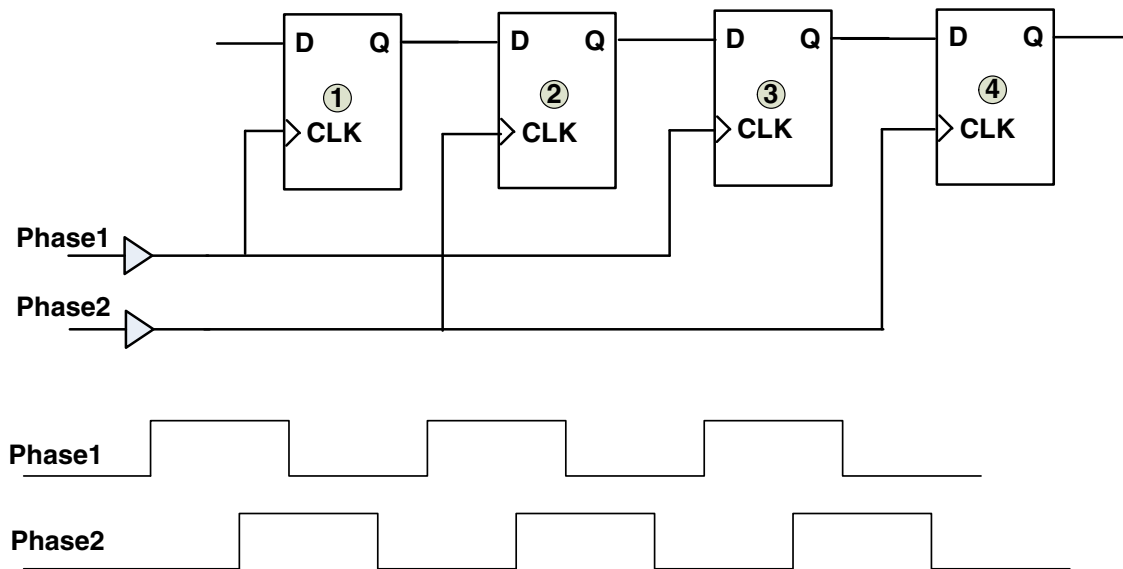 D Q D Q D Q D Q
1 2 3 4
CLK CLK CLK CLK
Phase1
Phase2
Phase1
Phase2